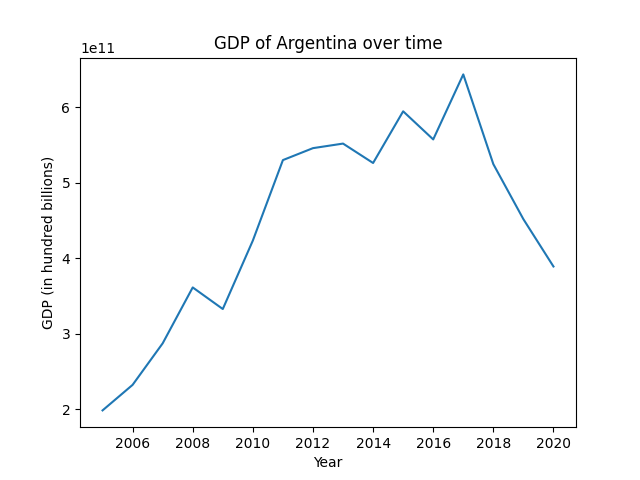 GDP of Argentina over time
1e11
6
5
4
3
2
GDP (in hundred billions)
2006 2008 2010 2012 2014 2016 2018 2020
Year